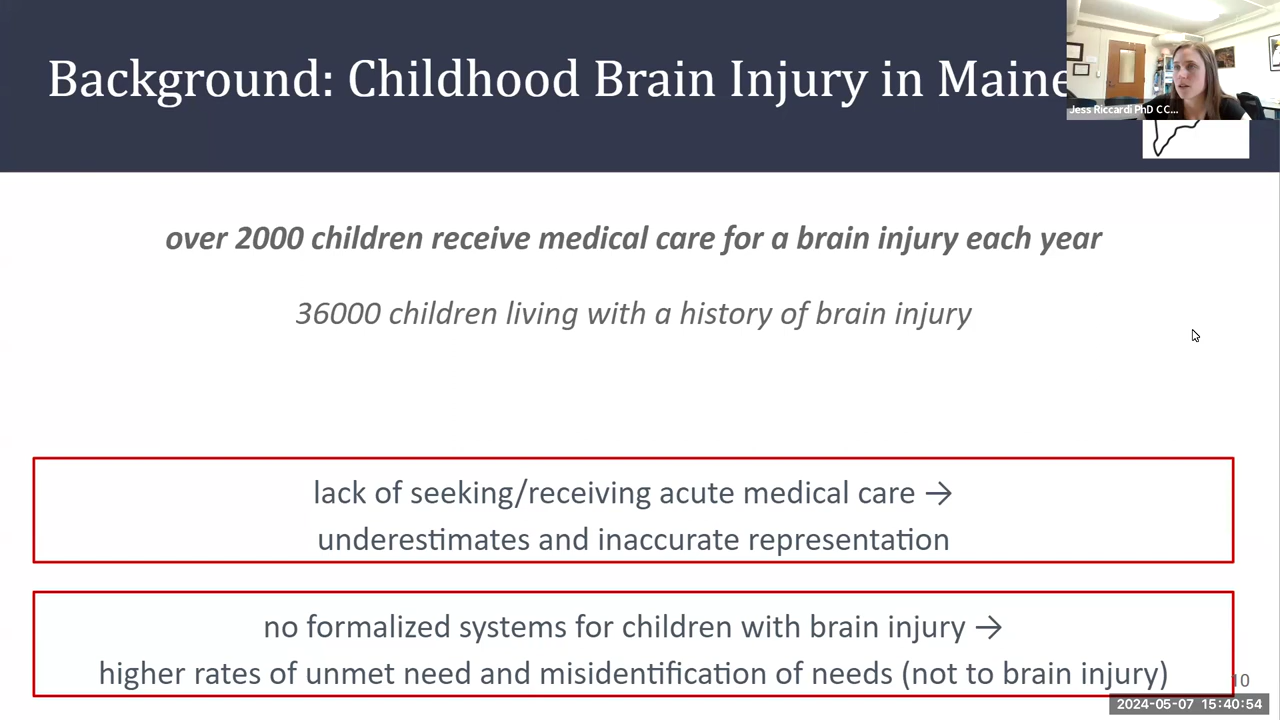 Background: Childhood Brain Injury in Maine
Jess Riccardi PhD CC...
over 2000 children receive medical care for a brain injury each year
36000 children living with a history of brain injury
lack of seeking/receiving acute medical care →
underestimates and inaccurate representation
no formalized systems for children with brain injury →
higher rates of unmet need and misidentification of needs (not to brain injury)
10
2024-05-07 15:40:54